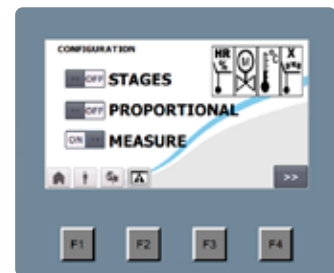 CONFIGURATION
HR
%
M
°C
X
OFF STAGES
OFF PROPORTIONAL
ON MEASURE
>>
F1 F2 F3 F4